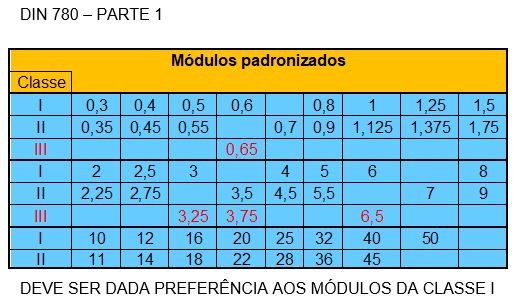 DIN 780 – PARTE 1
Módulos padronizados
Classe
I 0,3 0,4 0,5 0,6 0,8 1 1,25 1,5
II 0,35 0,45 0,55 0,7 0,9 1,125 1,375 1,75
III 0,65
I 2 2,5 3 4 5 6 8
II 2,25 2,75 3,5 4,5 5,5 7 9
III 3,25 3,75 6,5
I 10 12 16 20 25 32 40 50
II 11 14 18 22 28 36 45
DEVE SER DADA PREFERÊNCIA AOS MÓDULOS DA CLASSE I